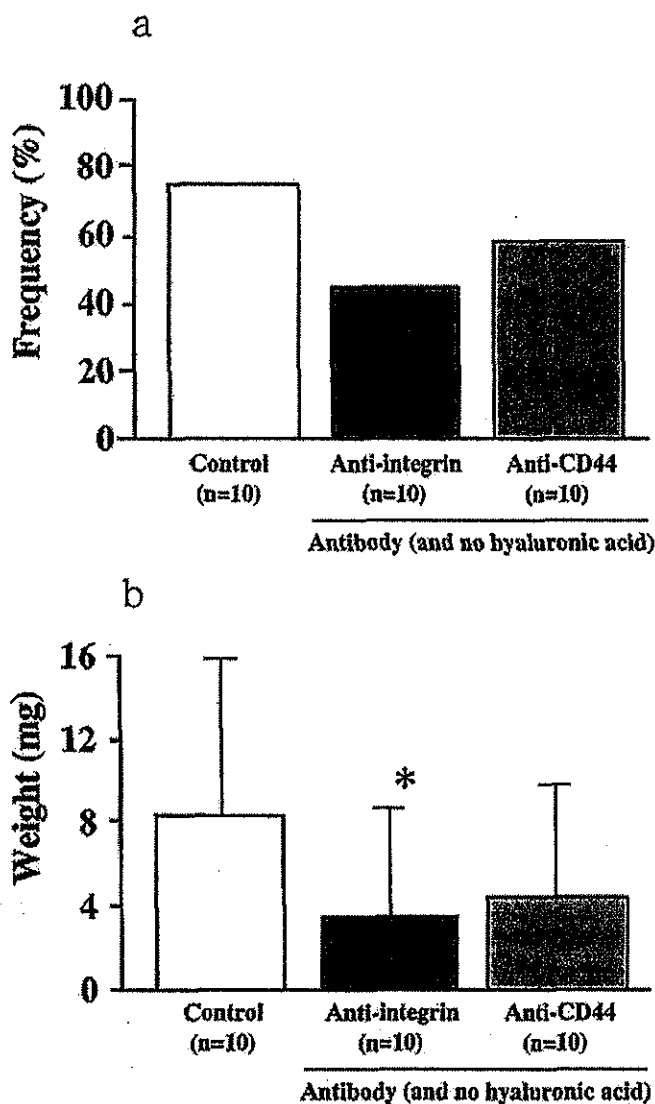 a
100
80
60
40
20
0
Frequency (%)
Control Anti-integrin Anti-CD44
(n=10) (n=10) (n=10)
Antibody (and no hyaluronic acid)
b
16
12
8
4
0
Weight (mg)
*
Control Anti-integrin Anti-CD44
(n=10) (n=10) (n=10)
Antibody (and no hyaluronic acid)